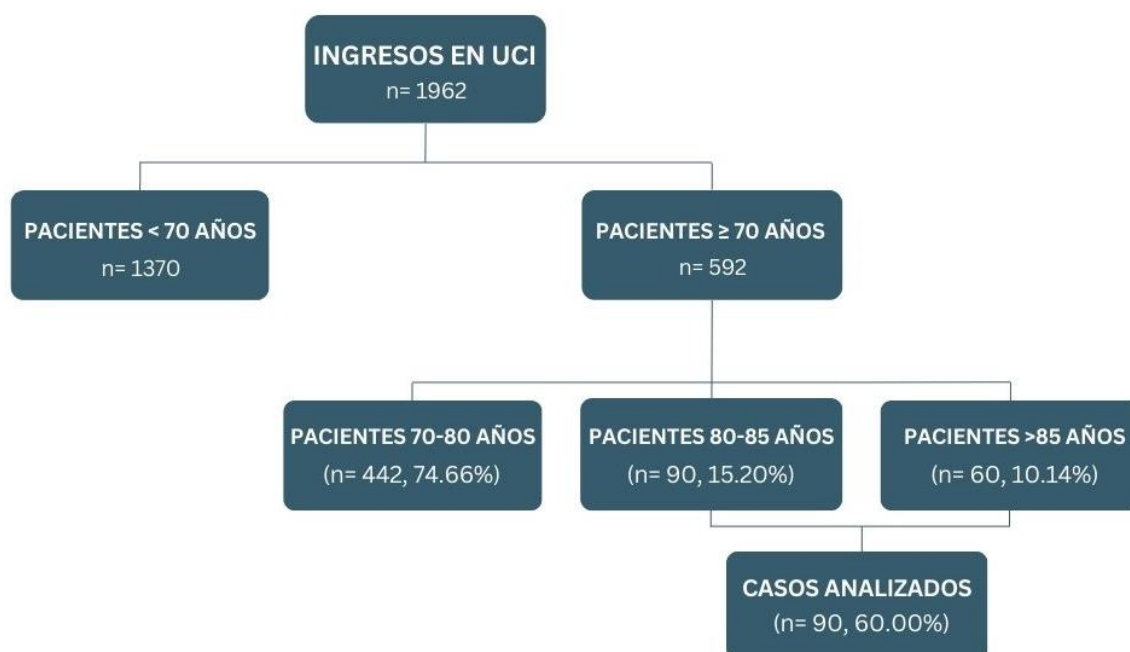 INGRESOS EN UCI
n= 1962
PACIENTES < 70 AÑOS
n= 1370
PACIENTES ≥ 70 AÑOS
n= 592
PACIENTES 70-80 AÑOS
(n= 442, 74.66%)
PACIENTES 80-85 AÑOS
(n= 90, 15.20%)
PACIENTES >85 AÑOS
(n= 60, 10.14%)
CASOS ANALIZADOS
(n= 90, 60.00%)